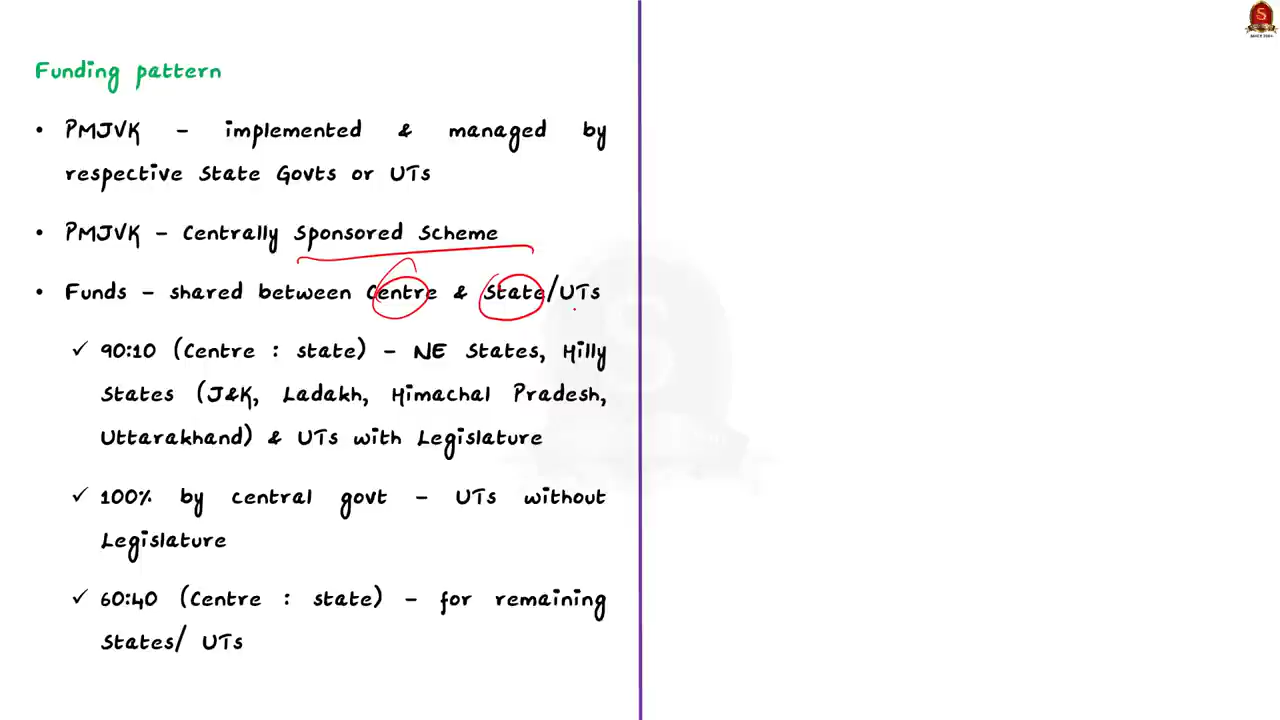 Funding pattern
• PMJVK - implemented & managed by
respective State Govts or UTs
• PMJVK - Centrally Sponsored Scheme
• Funds - shared between Centre & State/UTs
✓ 90:10 (Centre : state) - NE States, Hilly
States (J&K, Ladakh, Himachal Pradesh,
Uttarakhand) & UTs with Legislature
✓ 100% by central govt - UTs without
Legislature
✓ 60:40 (Centre : state) - for remaining
States/ UTs